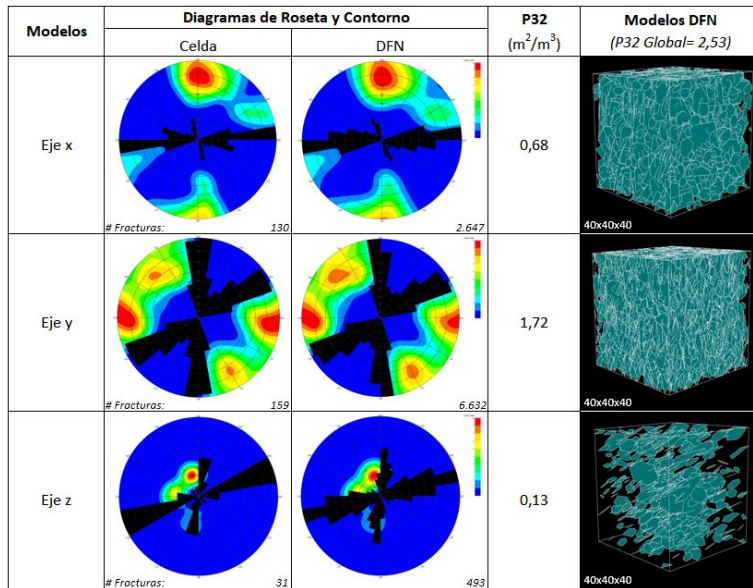 Modelos
Diagramas de Roseta y Contorno
P32
(m²/m³)
Modelos DFN
(P32 Global= 2,53)
Celda
DFN
Eje x
# Fracturas:
130
2.647
0,68
40x40x40
Eje y
# Fracturas:
159
6.632
1,72
40x40x40
Eje z
# Fracturas:
31
493
0,13
40x40x40